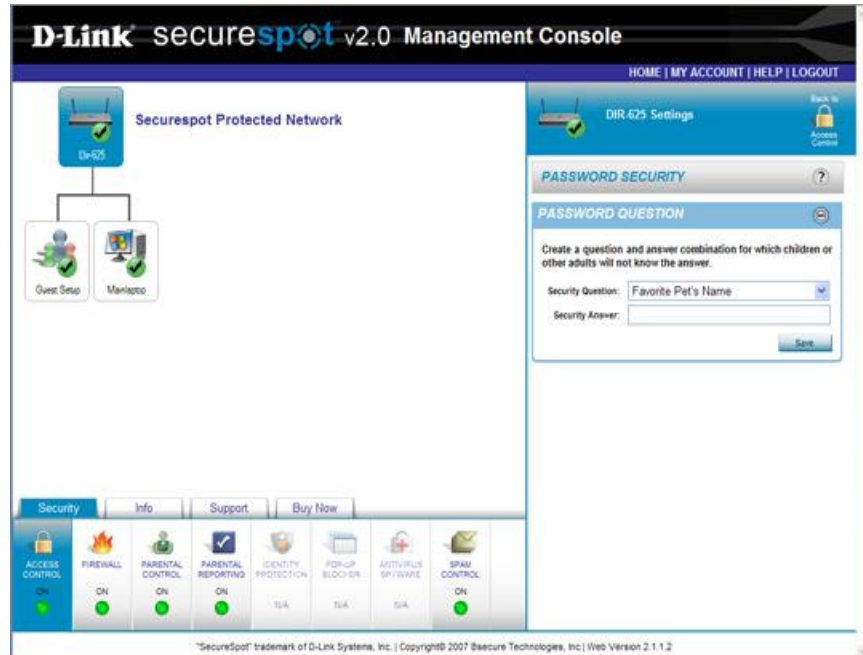 D-Link securespot v2.0 Management Console
HOME | MY ACCOUNT | HELP | LOGOUT
Dir-625
Securespot Protected Network
Guest Setup
Mainlaptop
DIR-625 Settings
Back to
Access
Control
PASSWORD SECURITY
?
PASSWORD QUESTION
Create a question and answer combination for which children or
other adults will not know the answer.
Security Question: Favorite Pet's Name
Security Answer:
Save
Security
Info
Support
Buy Now
ACCESS CONTROL
ON
FIREWALL
ON
PARENTAL CONTROL
ON
PARENTAL REPORTING
ON
IDENTITY PROTECTION
N/A
POP-UP BLOCKER
N/A
ANTIVIRUS SPYWARE
N/A
SPAM CONTROL
ON
"SecureSpot" trademark of D-Link Systems, Inc. | Copyright© 2007 Bsecure Technologies, Inc | Web Version 2.1.1.2